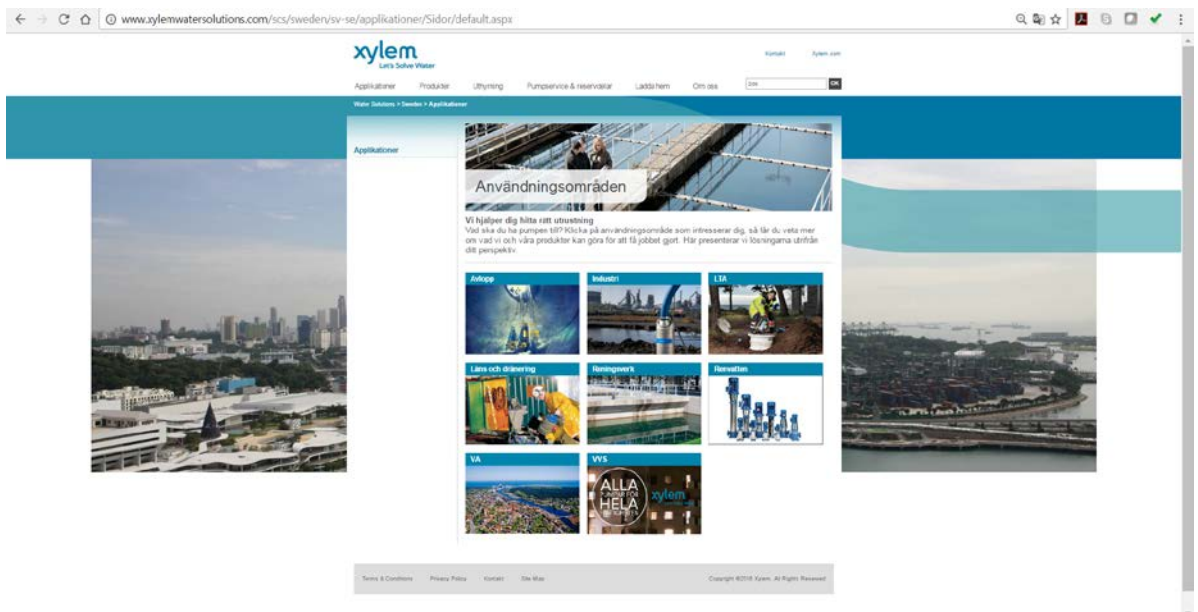 www.xylemwatersolutions.com/scs/sweden/sv-se/applikationer/Sidor/default.aspx
xylem
Let's Solve Water
Kontakt Xylem.com
Applikationer Produkter Uthyrning Pumpservice & reservdelar Ladda hem Om oss Sök OK
Water Solutions > Sweden > Applikationer
Applikationer
Användningsområden
Vi hjälper dig hitta rätt utrustning
Vad ska du ha pumpen till? Klicka på användningsområde som intresserar dig, så får du veta mer
om vad vi och våra produkter kan göra för att få jobbet gjort. Här presenterar vi lösningarna utifrån
ditt perspektiv.
Avlopp Industri LTA
Läns och dränering Reningsverk Renvatten
VA VVS
ALLA
PUMPAR FÖR
HELA
xylem
Terms & Conditions Privacy Policy Kontakt Site Map Copyright ©2016 Xylem. All Rights Reserved